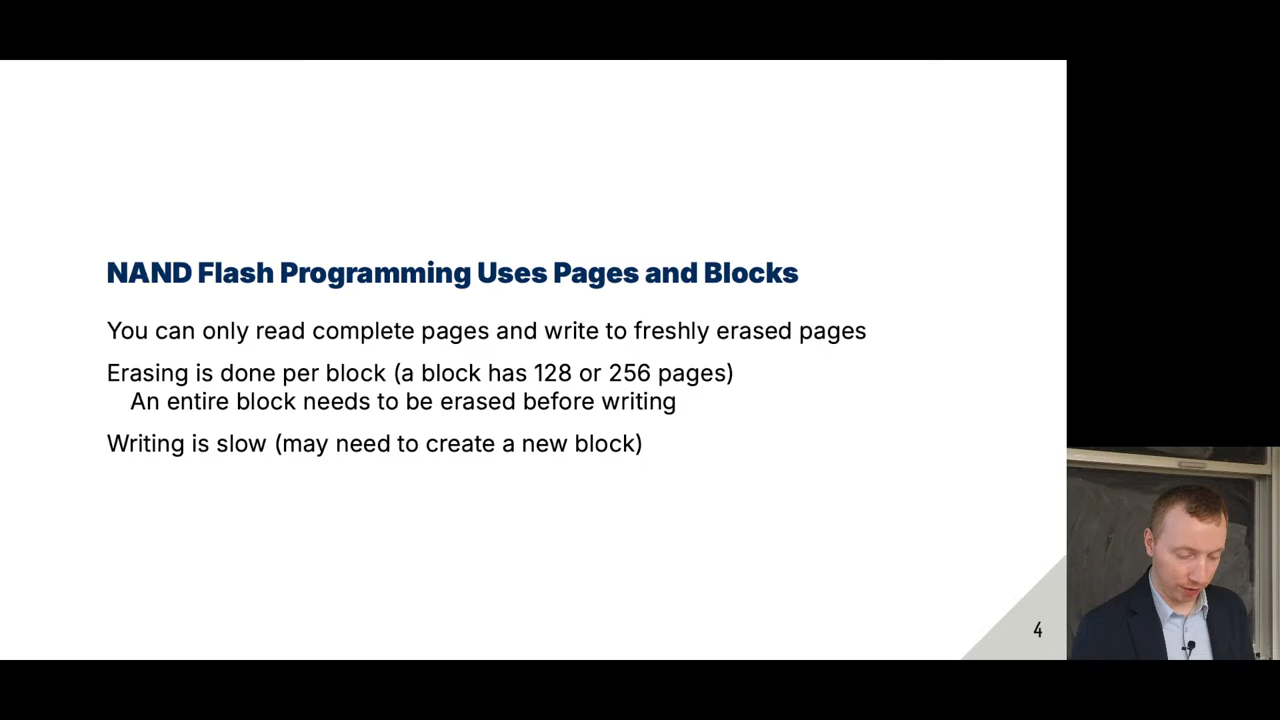 NAND Flash Programming Uses Pages and Blocks
You can only read complete pages and write to freshly erased pages
Erasing is done per block (a block has 128 or 256 pages)
An entire block needs to be erased before writing
Writing is slow (may need to create a new block)
4